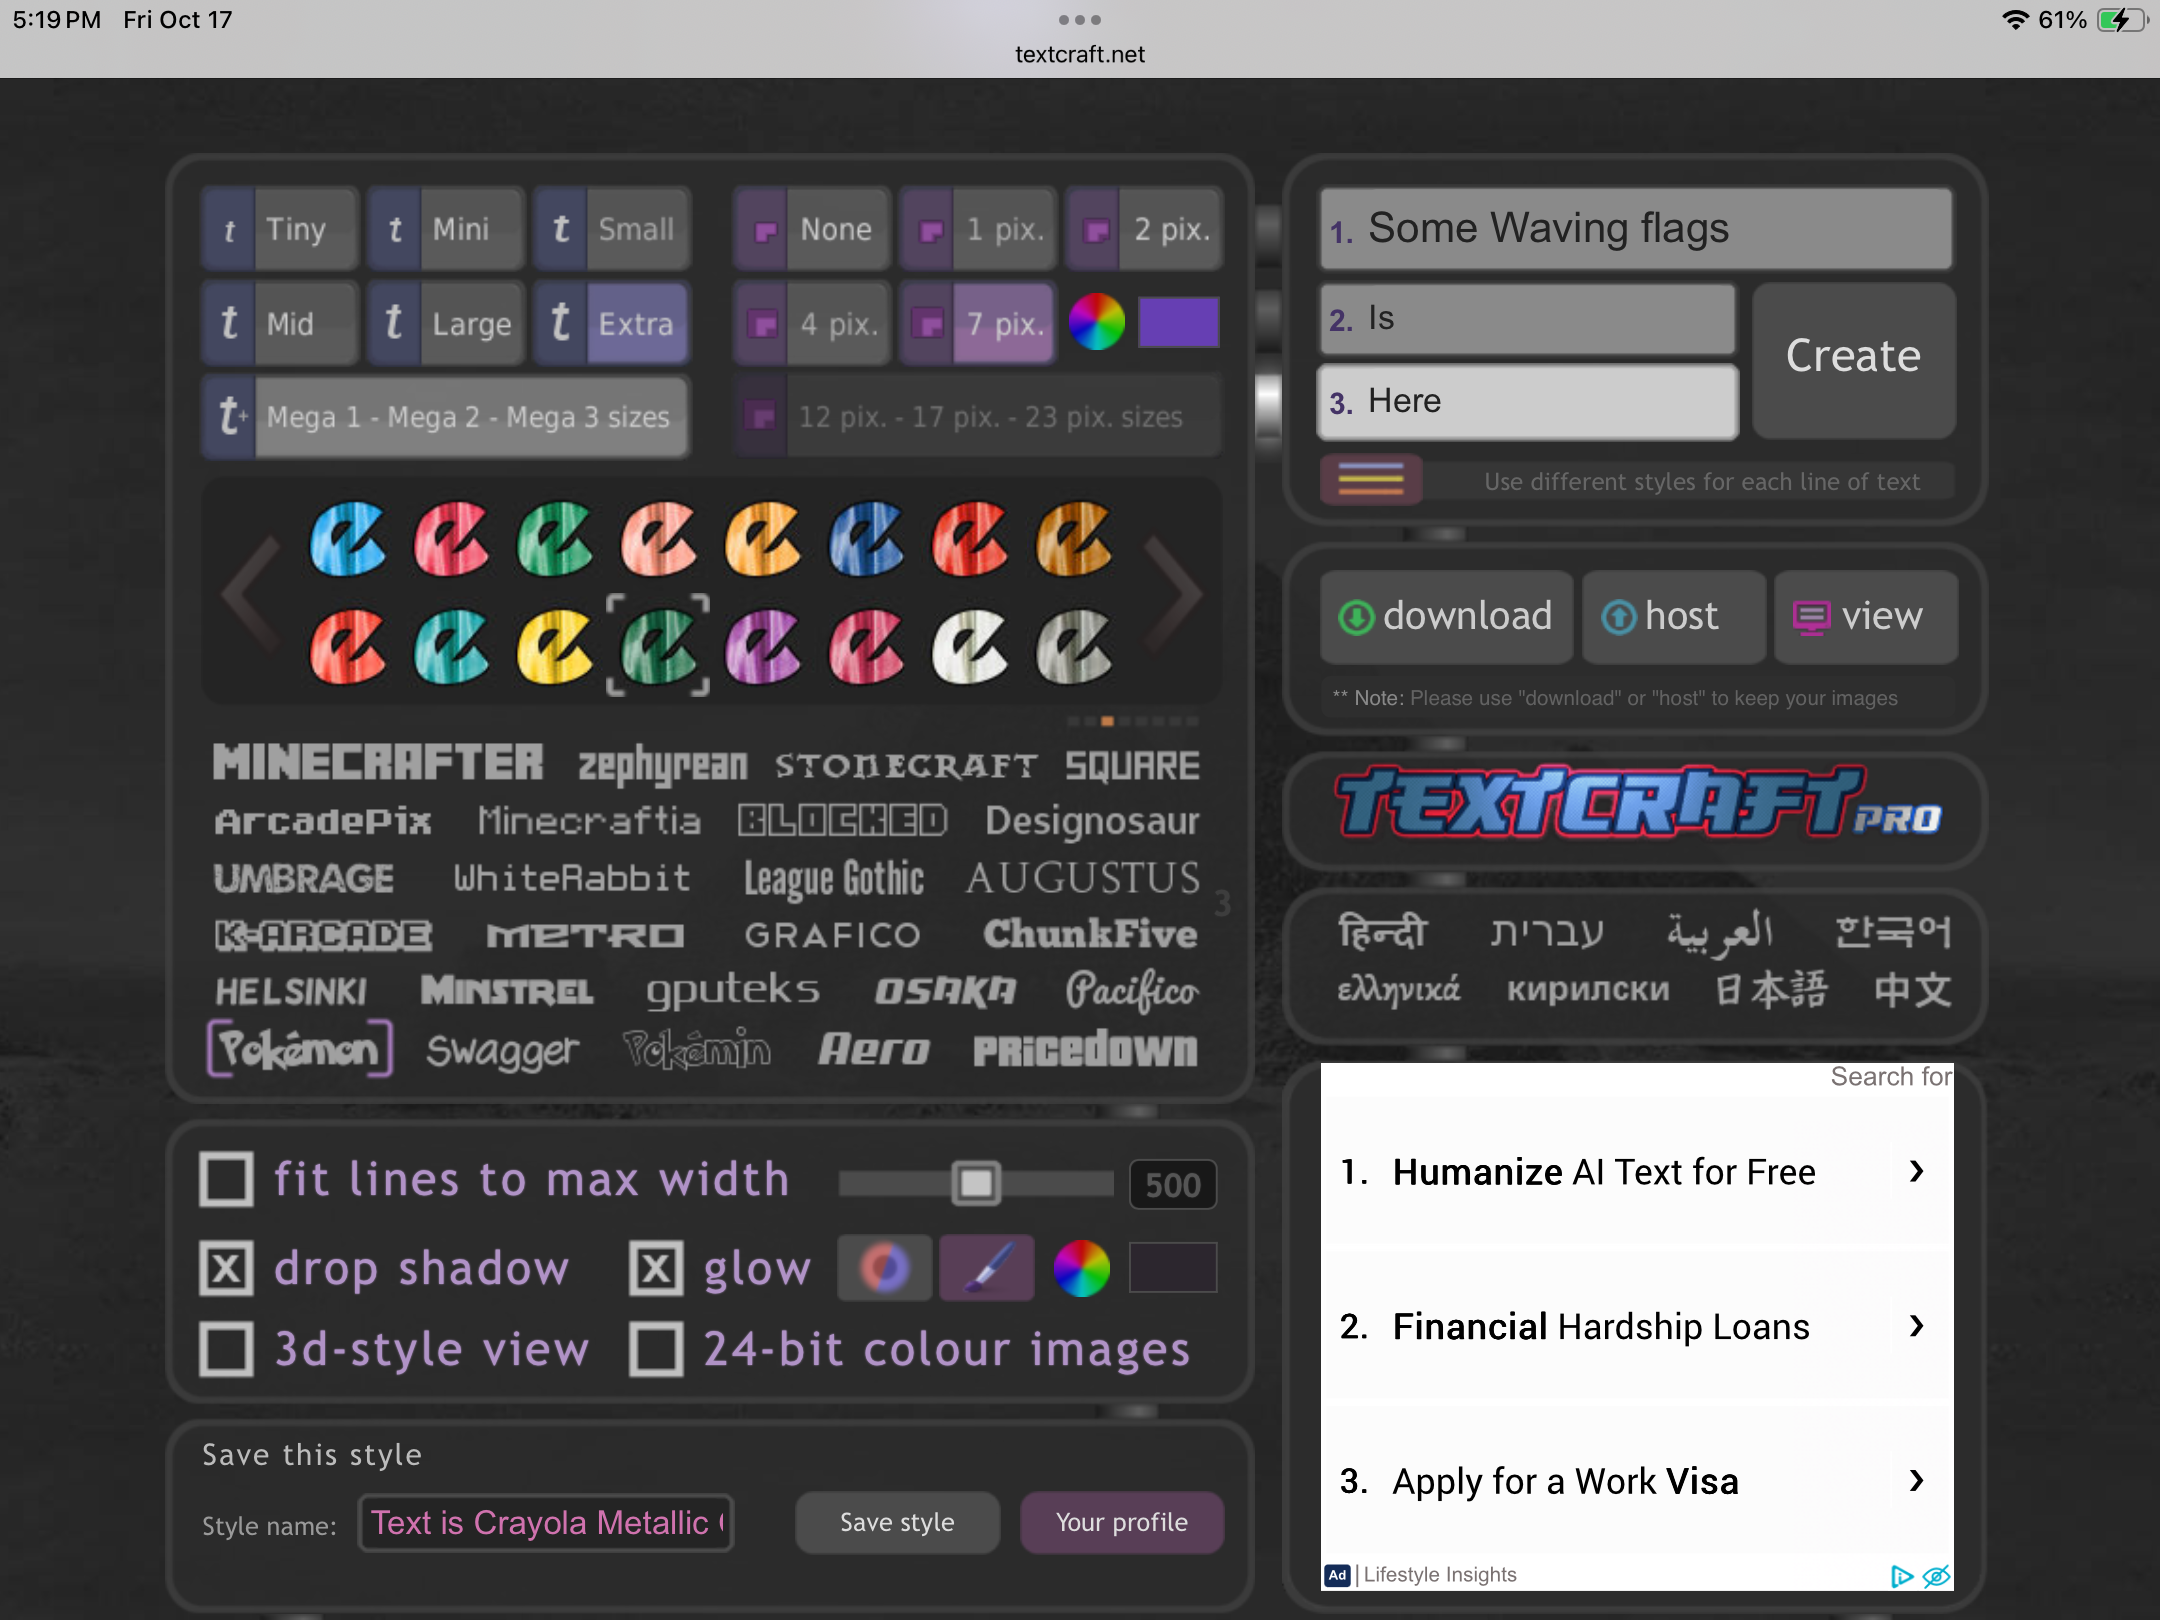 5:19 PM Fri Oct 17
61%
textcraft.net
t Tiny t Mini t Small
None 1 pix. 2 pix.
t Mid t Large t Extra
4 pix. 7 pix.
t+ Mega 1 - Mega 2 - Mega 3 sizes
12 pix. - 17 pix. - 23 pix. sizes
e e e e e e e e
e e e e e e e e
MINECRAFTER zephyrean STONECRAFT SQUARE
ArcadePix Minecraftia BLOCKED Designosaur
UMBRAGE WhiteRabbit League Gothic AUGUSTUS
3
K-ARCADE METRO GRAFICO ChunkFive
HELSINKI MINSTREL gputeks OSAKA Pacifico
Pokémon Swagger Pokémin Aero PRICEDOWN
fit lines to max width 500
X drop shadow X glow
3d-style view 24-bit colour images
Save this style
Style name: Text is Crayola Metallic
Save style Your profile
1. Some Waving flags
2. Is
3. Here
Create
Use different styles for each line of text
download host view
** Note: Please use "download" or "host" to keep your images
TEXTCRAFT PRO
हिन्दी עברית العربية 한국어
ελληνικά кирилски 日本語 中文
Search for
1. Humanize AI Text for Free
2. Financial Hardship Loans
3. Apply for a Work Visa
Ad | Lifestyle Insights